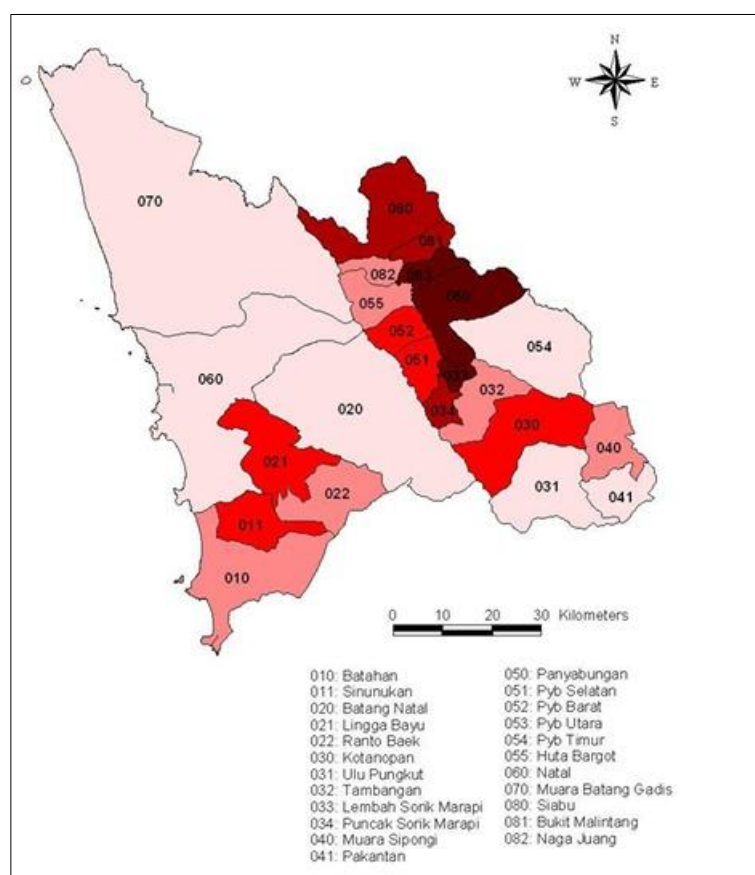 N
W E
S
080
070
081
082 053
050
055
052
054
051
060
033
032
020
034
030
021
040
022
031
041
011
010
0 10 20 30 Kilometers
010: Batahan
011: Sinunukan
020: Batang Natal
021: Lingga Bayu
022: Ranto Baek
030: Kotanopan
031: Ulu Pungkut
032: Tambangan
033: Lembah Sorik Marapi
034: Puncak Sorik Marapi
040: Muara Sipongi
041: Pakantan
050: Panyabungan
051: Pyb Selatan
052: Pyb Barat
053: Pyb Utara
054: Pyb Timur
055: Huta Bargot
060: Natal
070: Muara Batang Gadis
080: Siabu
081: Bukit Malintang
082: Naga Juang